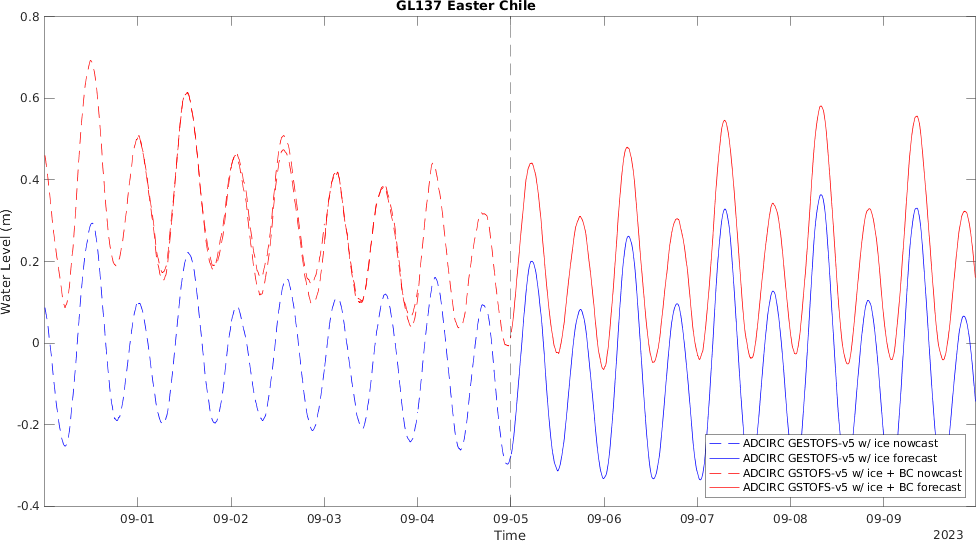 GL137 Easter Chile
0.8
0.6
0.4
0.2
0
-0.2
-0.4
Water Level (m)
ADCIRC GESTOFS-v5 w/ ice nowcast
ADCIRC GESTOFS-v5 w/ ice forecast
ADCIRC GSTOFS-v5 w/ ice + BC nowcast
ADCIRC GSTOFS-v5 w/ ice + BC forecast
09-01 09-02 09-03 09-04 09-05 09-06 09-07 09-08 09-09
Time
2023